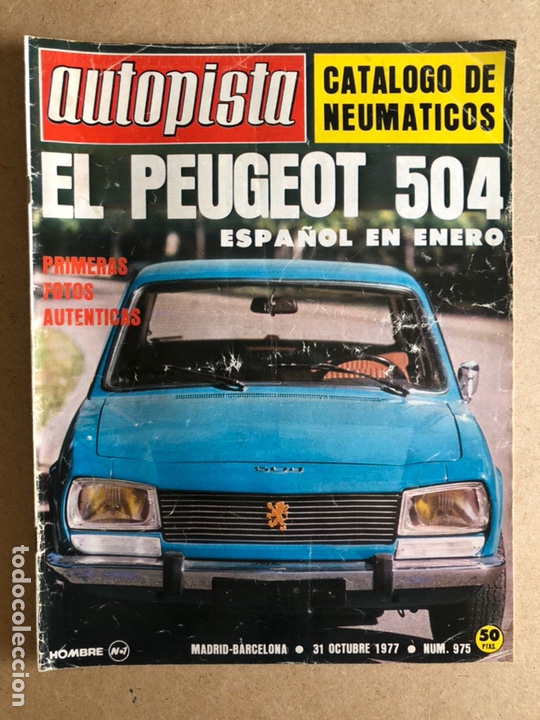 autopista
CATALOGO DE
NEUMATICOS
EL PEUGEOT 504
ESPAÑOL EN ENERO
PRIMERAS
FOTOS
AUTENTICAS
504
HOMBRE Nº1
MADRID-BARCELONA • 31 OCTUBRE 1977 • NUM. 975
50
PTAS.
todocoleccion